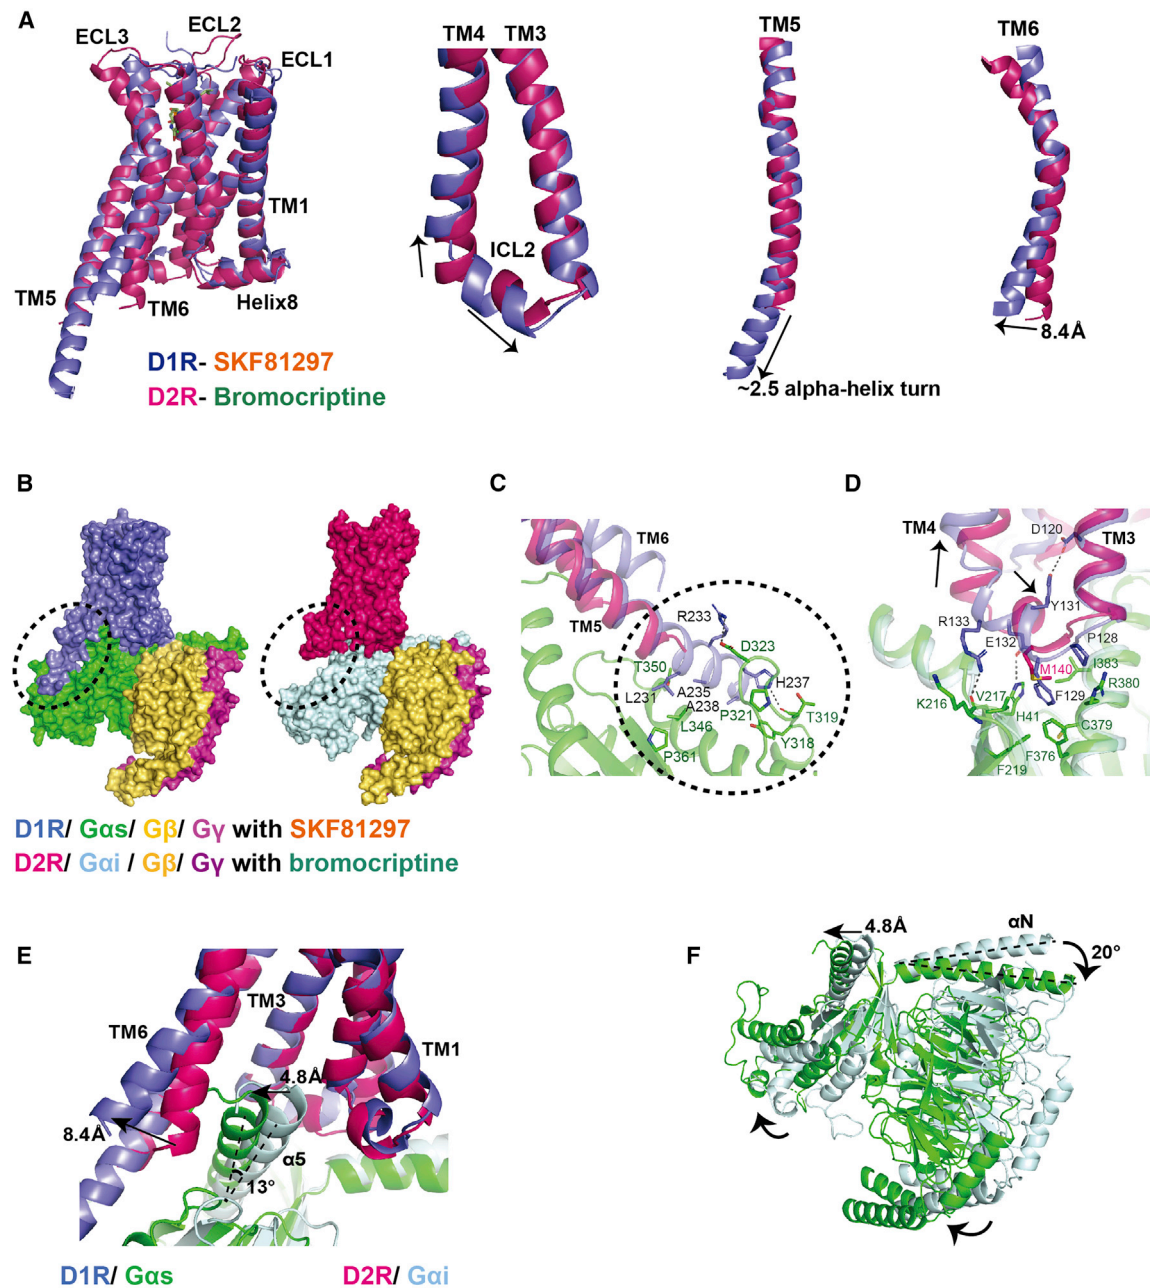 A
ECL3
ECL2
ECL1
TM1
TM5
TM6
Helix8
D1R- SKF81297
D2R- Bromocriptine
TM4 TM3
ICL2
TM5
~2.5 alpha-helix turn
TM6
8.4Å
B
D1R/ Gαs/ Gβ/ Gγ with SKF81297
D2R/ Gαi / Gβ/ Gγ with bromocriptine
C
TM6
TM5
R233
D323
T350
H237
L231
A235
A238
P321
T319
L346
Y318
P361
D
TM4
D120
TM3
Y131
R133
E132
P128
M140
I383
R380
K216
V217
F129
H41
C379
F219
F376
E
TM3
TM6
TM1
4.8Å
8.4Å
α5
13°
D1R/ Gαs
D2R/ Gαi
F
4.8Å
αN
20°